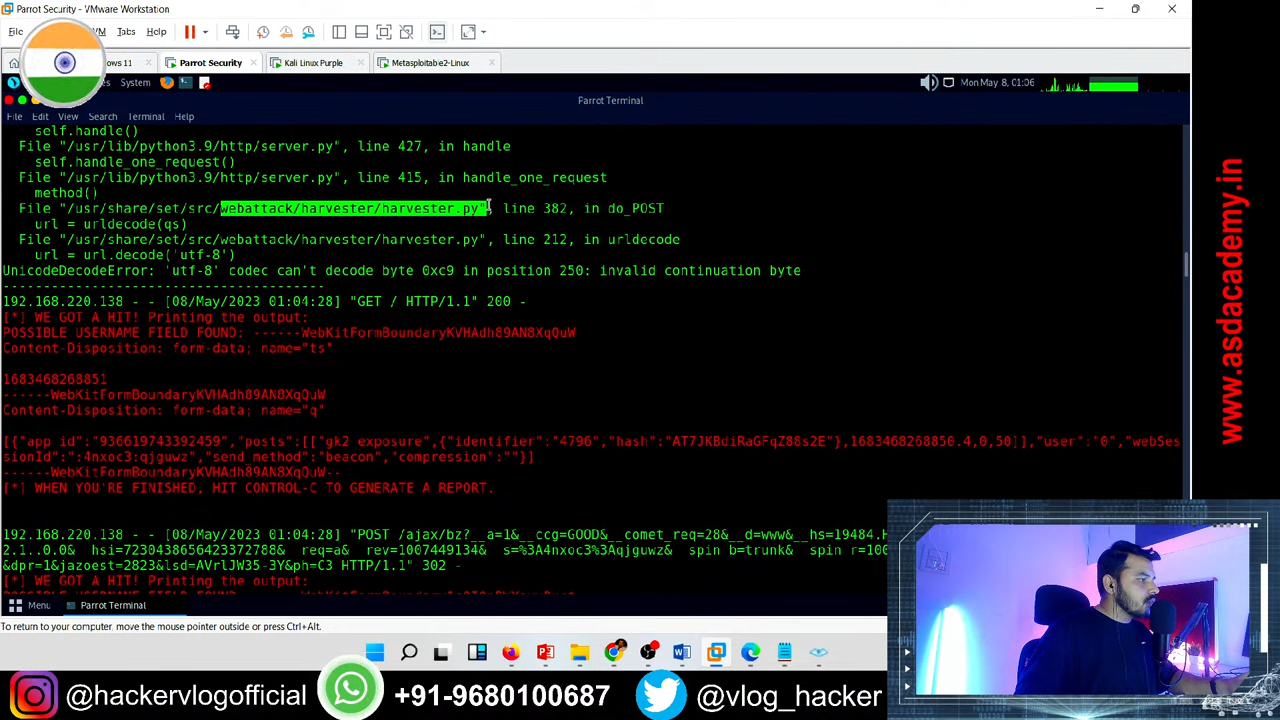 Parrot Security - VMware Workstation
File VM Tabs Help
11 Parrot Security Kali Linux Purple Metasploitable2-Linux
System Mon May 8, 01:06
Parrot Terminal
File Edit View Search Terminal Help
self.handle()
File "/usr/lib/python3.9/http/server.py", line 427, in handle
self.handle_one_request()
File "/usr/lib/python3.9/http/server.py", line 415, in handle_one_request
method()
File "/usr/share/set/src/webattack/harvester/harvester.py", line 382, in do_POST
url = urldecode(qs)
File "/usr/share/set/src/webattack/harvester/harvester.py", line 212, in urldecode
url = url.decode('utf-8')
UnicodeDecodeError: 'utf-8' codec can't decode byte 0xc9 in position 250: invalid continuation byte
----------------------------------------
192.168.220.138 - - [08/May/2023 01:04:28] "GET / HTTP/1.1" 200 -
[*] WE GOT A HIT! Printing the output:
POSSIBLE USERNAME FIELD FOUND: ------WebKitFormBoundaryKVHAdh89AN8XqQuW
Content-Disposition: form-data; name="ts"
1683468268851
------WebKitFormBoundaryKVHAdh89AN8XqQuW
Content-Disposition: form-data; name="q"
[{"app_id":"936619743392459","posts":[["gk2_exposure",{"identifier":"4796","hash":"AT7JKBdiRaGFqZ88s2E"},1683468268850.4,0,50]],"user":"0","webSe
ssionId":":4nxoc3:qjguwz","send_method":"beacon","compression":""}]
------WebKitFormBoundaryKVHAdh89AN8XqQuW--
[*] WHEN YOU'RE FINISHED, HIT CONTROL-C TO GENERATE A REPORT.
192.168.220.138 - - [08/May/2023 01:04:28] "POST /ajax/bz?__a=1&__ccg=GOOD&__comet_req=28&__d=www&__hs=19484.H
2.1..0.0&__hsi=7230438656423372788&__req=a&__rev=1007449134&__s=%3A4nxoc3%3Aqjguwz&__spin_b=trunk&__spin_r=100
&dpr=1&jazoest=2823&lsd=AVrlJW35-3Y&ph=C3 HTTP/1.1" 302 -
[*] WE GOT A HIT! Printing the output:
Menu Parrot Terminal
To return to your computer, move the mouse pointer outside or press Ctrl+Alt.
@hackervlogofficial +91-9680100687 @vlog_hacker
www.asdacademy.in